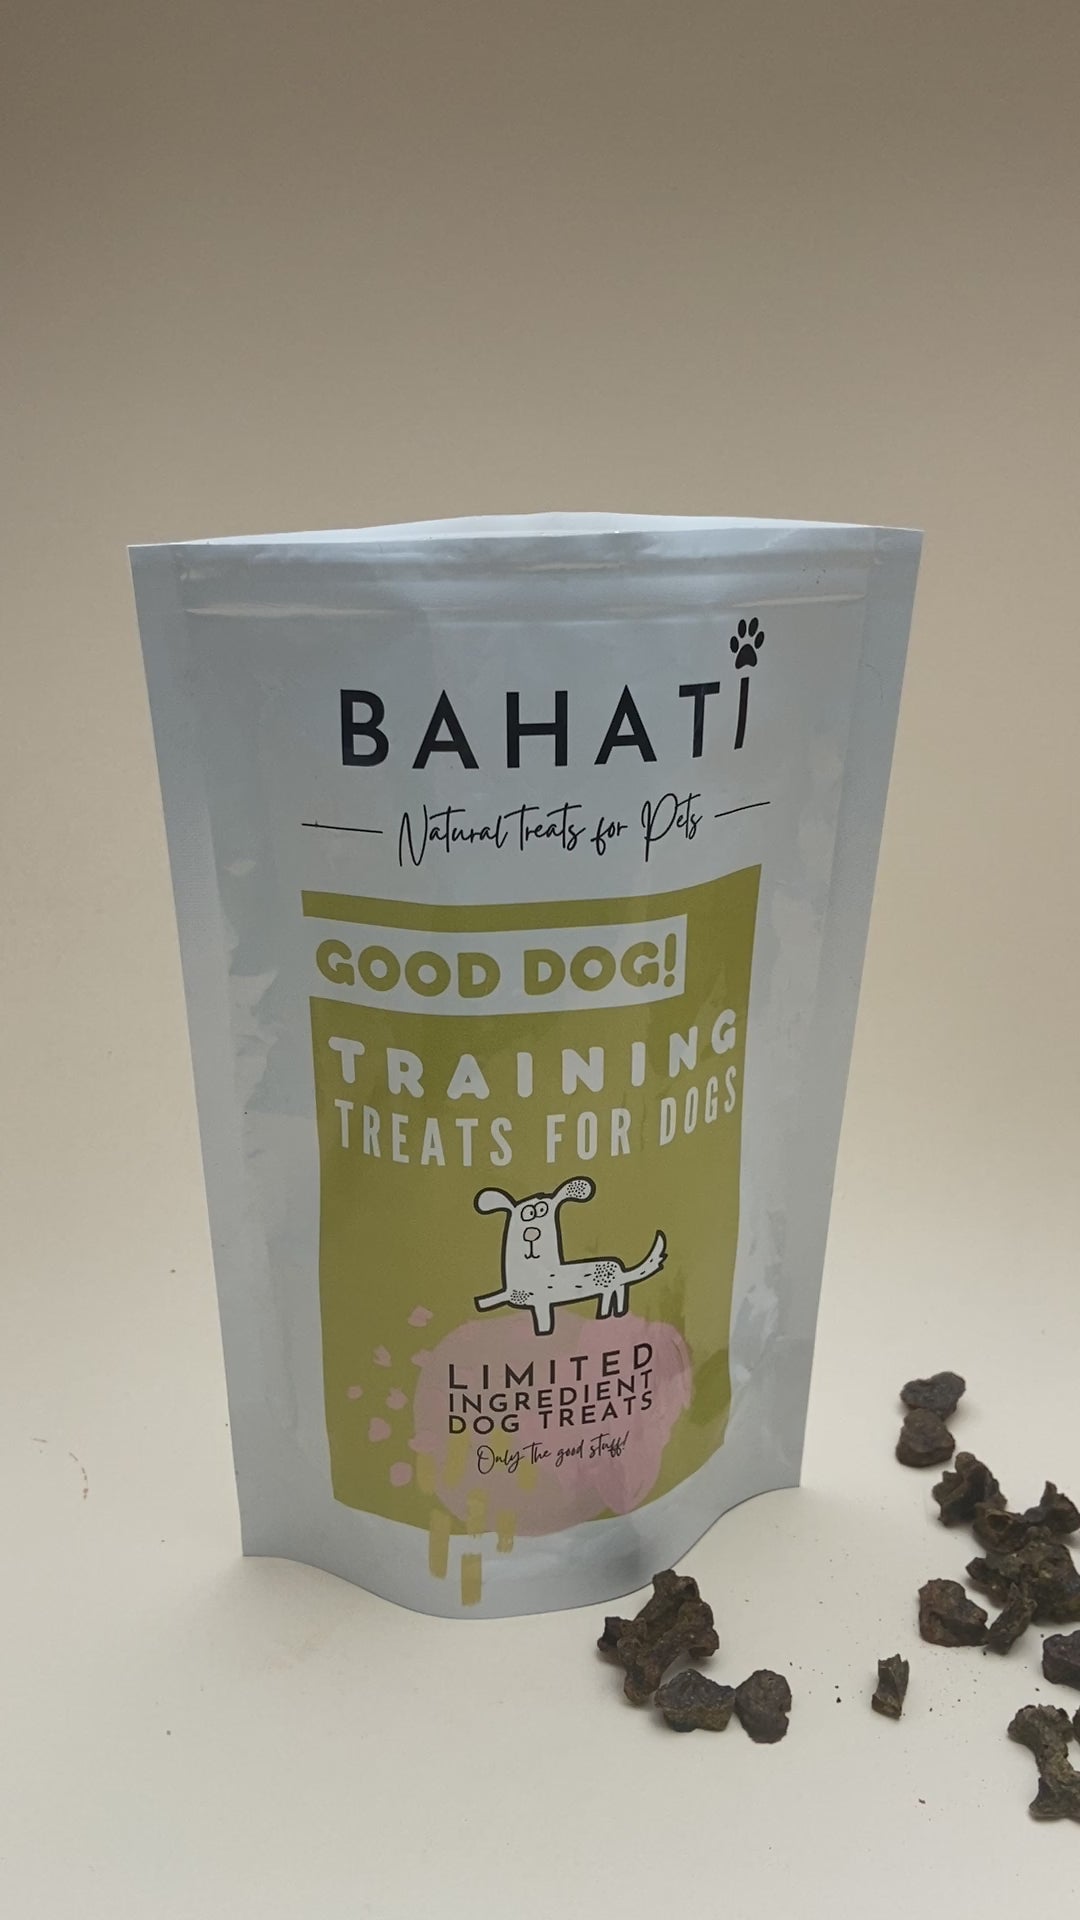 BAHATI
Natural treats for Pets
GOOD DOG!
TRAINING
TREATS FOR DOGS
LIMITED
INGREDIENT
DOG TREATS
Only the good stuff!